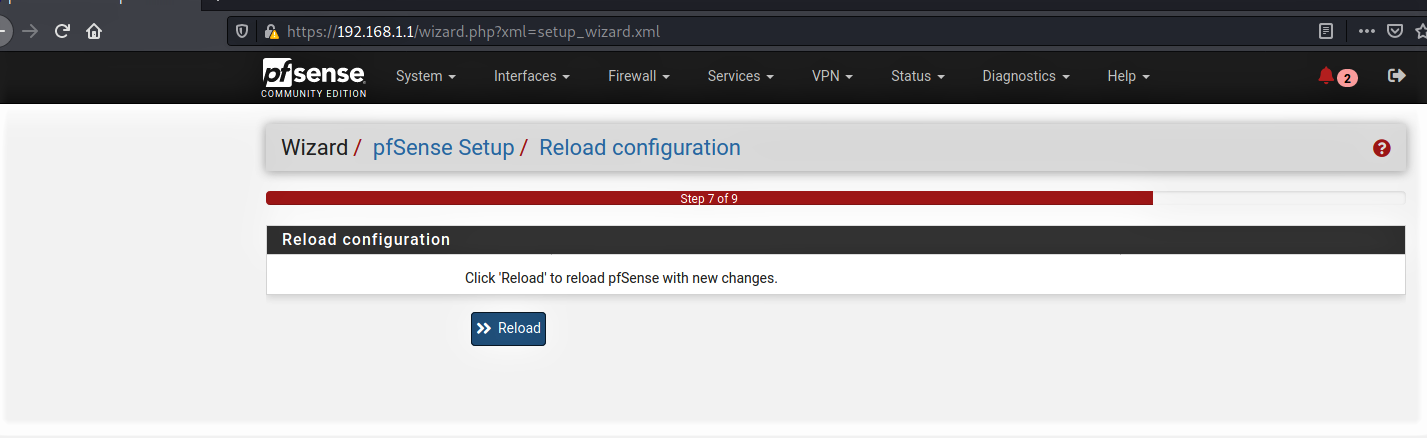 https://192.168.1.1/wizard.php?xml=setup_wizard.xml
pfsense System Interfaces Firewall Services VPN Status Diagnostics Help 2
COMMUNITY EDITION
Wizard / pfSense Setup / Reload configuration ?
Step 7 of 9
Reload configuration
Click 'Reload' to reload pfSense with new changes.
Reload